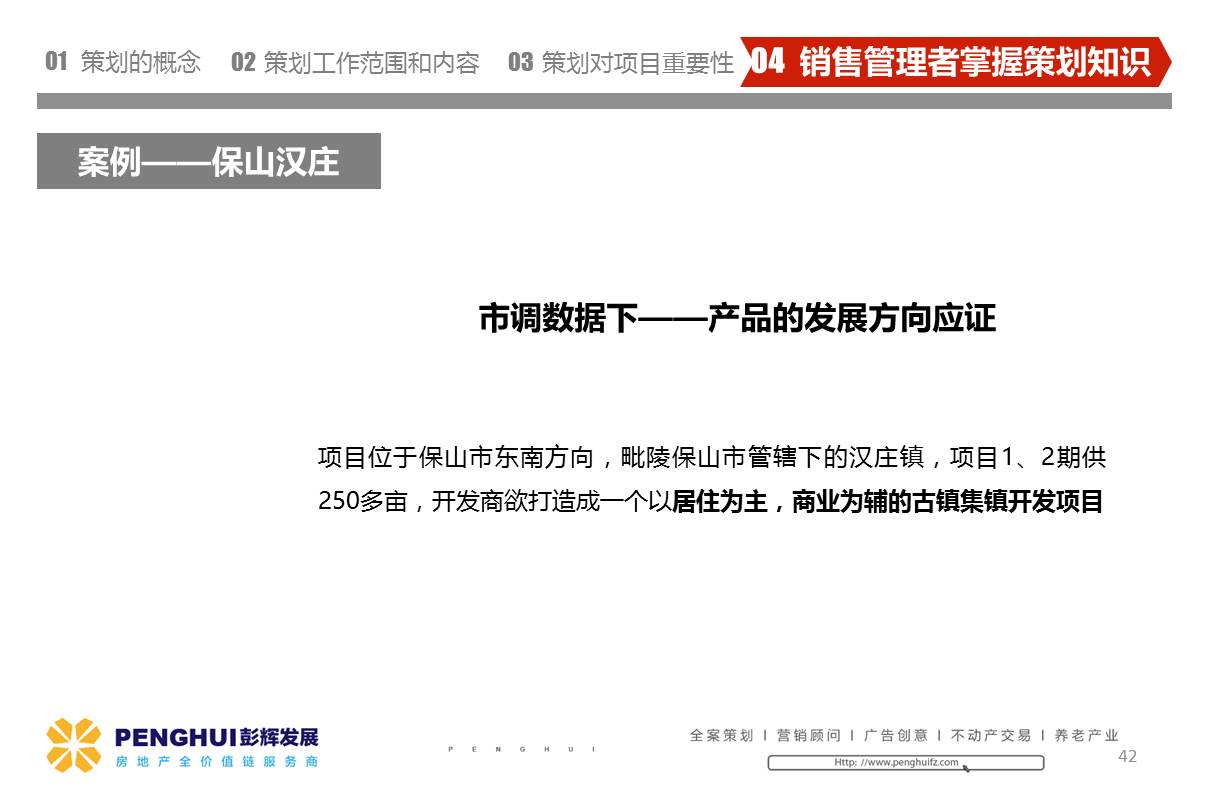 01 策划的概念 02 策划工作范围和内容 03 策划对项目重要性 04 销售管理者掌握策划知识
案例——保山汉庄
市调数据下——产品的发展方向应证
项目位于保山市东南方向，毗陵保山市管辖下的汉庄镇，项目1、2期供
250多亩，开发商欲打造成一个以居住为主，商业为辅的古镇集镇开发项目
PENGHUI彭辉发展
房地产全价值链服务商
PENGHUI
全案策划 I 营销顾问 I 广告创意 I 不动产交易 I 养老产业
Http: //www.penghuifz.com
42